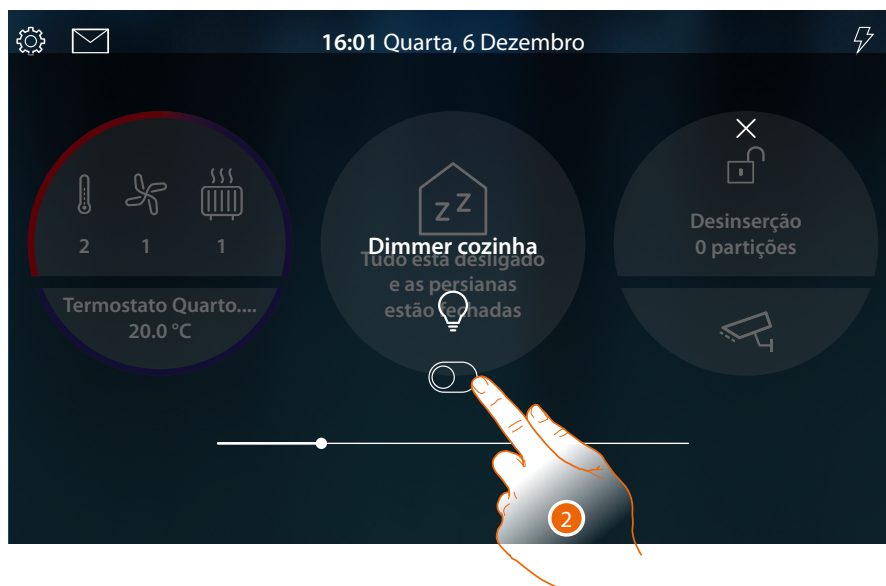 16:01 Quarta, 6 Dezembro
2 1 1
Termostato Quarto....
20.0 °C
z z
Dimmer cozinha
Tudo está desligado
e as persianas
estão fechadas
Desinserção
0 partições
2